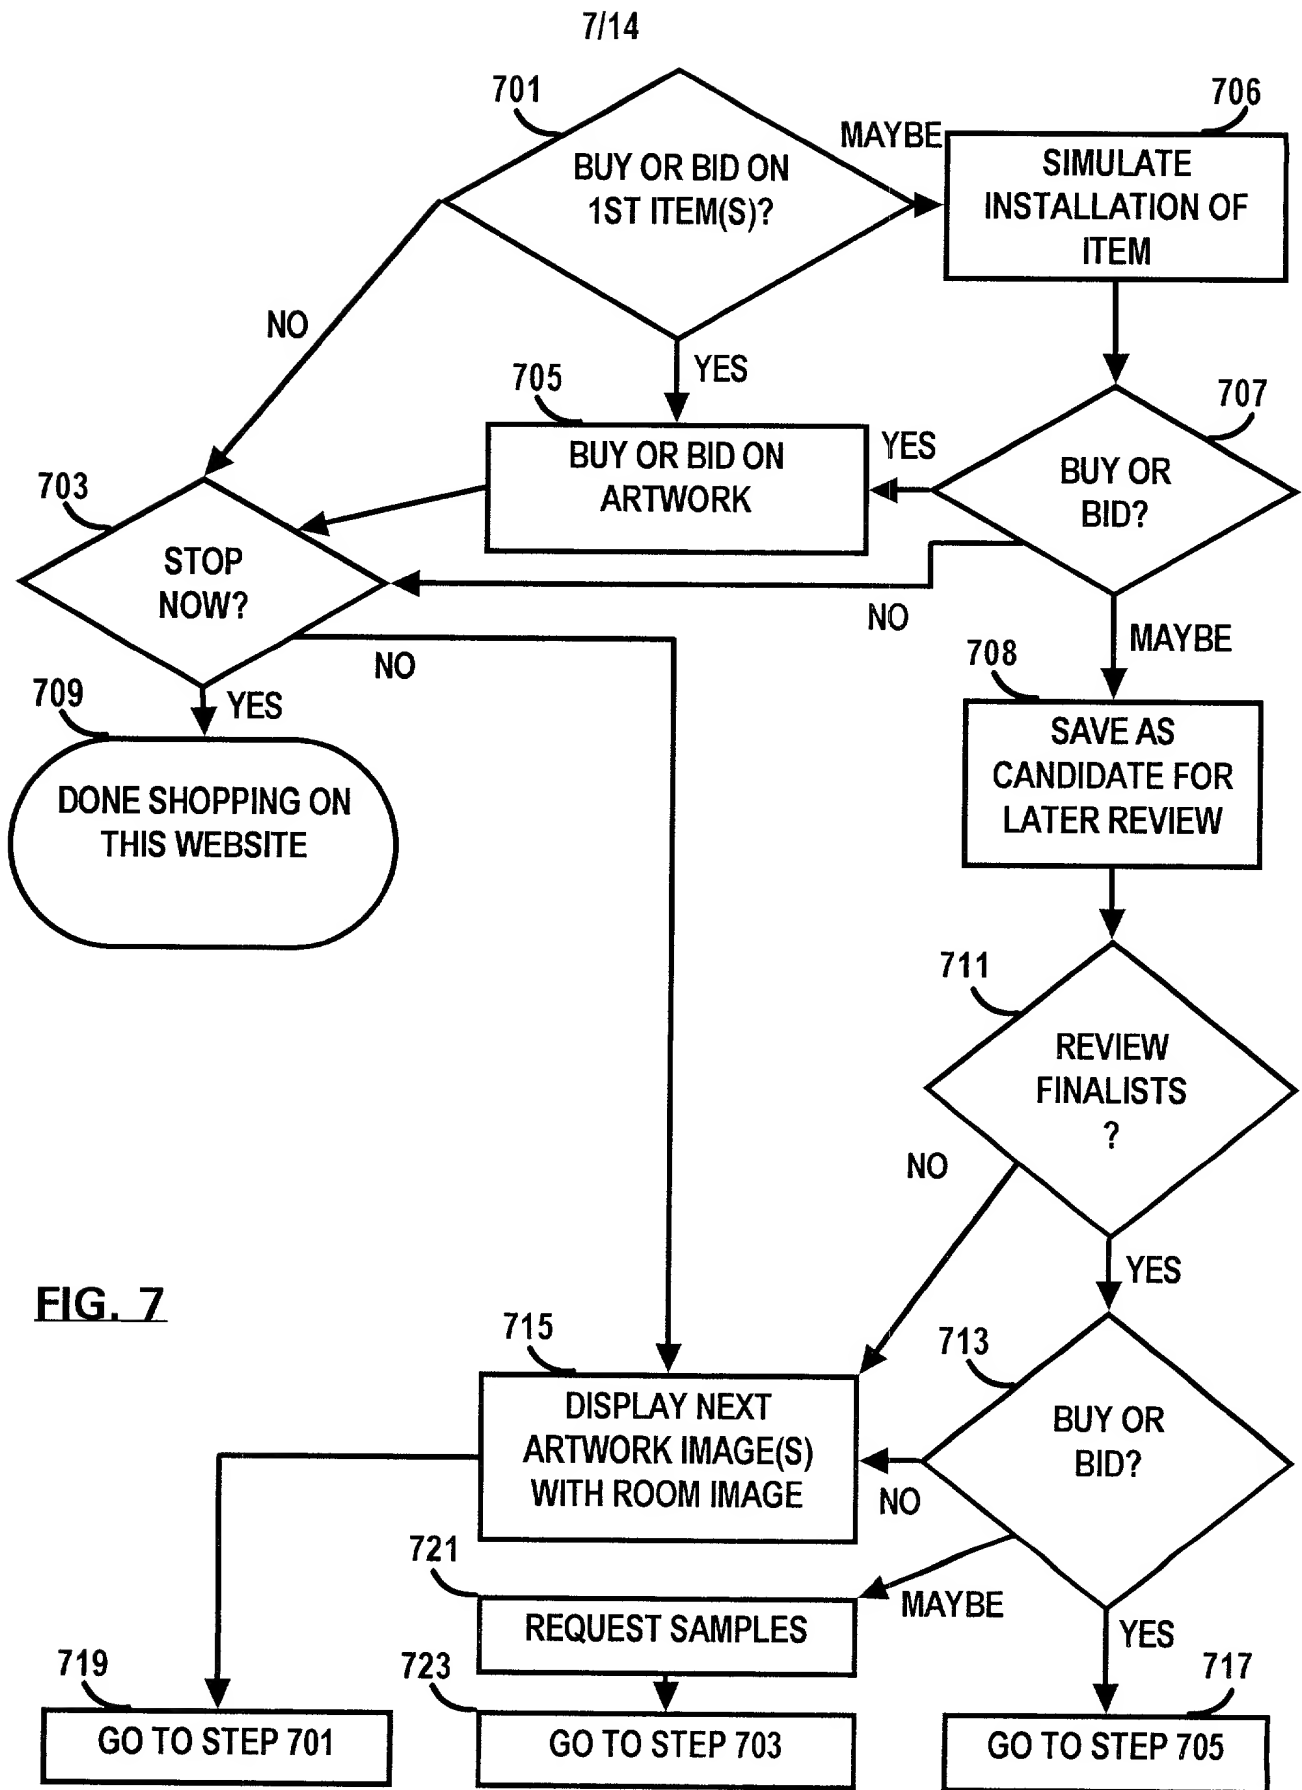 7/14
701
BUY OR BID ON
1ST ITEM(S)?
MAYBE
706
SIMULATE
INSTALLATION OF
ITEM
NO
YES
705
BUY OR BID ON
ARTWORK
YES
707
BUY OR
BID?
703
STOP
NOW?
NO
NO
MAYBE
709
YES
DONE SHOPPING ON
THIS WEBSITE
708
SAVE AS
CANDIDATE FOR
LATER REVIEW
711
REVIEW
FINALISTS
?
NO
YES
FIG. 7
715
DISPLAY NEXT
ARTWORK IMAGE(S)
WITH ROOM IMAGE
713
BUY OR
BID?
NO
721
REQUEST SAMPLES
MAYBE
YES
719
GO TO STEP 701
723
GO TO STEP 703
717
GO TO STEP 705